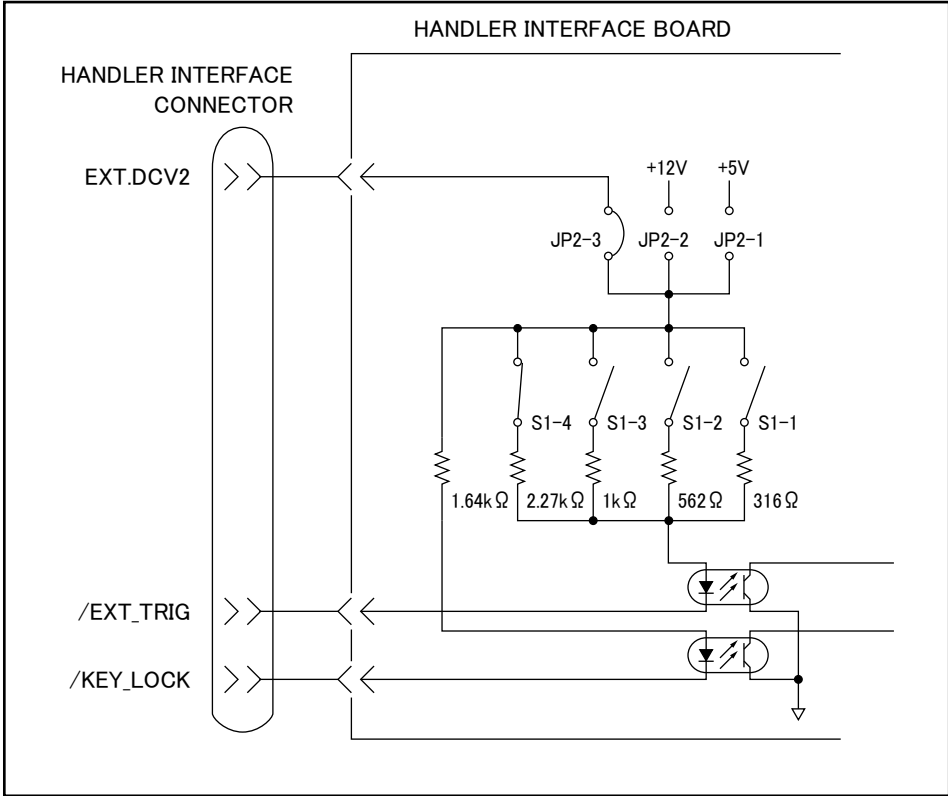 HANDLER INTERFACE BOARD
HANDLER INTERFACE
CONNECTOR
EXT.DCV2
+12V
+5V
JP2-3
JP2-2
JP2-1
S1-4
S1-3
S1-2
S1-1
1.64kΩ
2.27kΩ
1kΩ
562Ω
316Ω
/EXT_TRIG
/KEY_LOCK